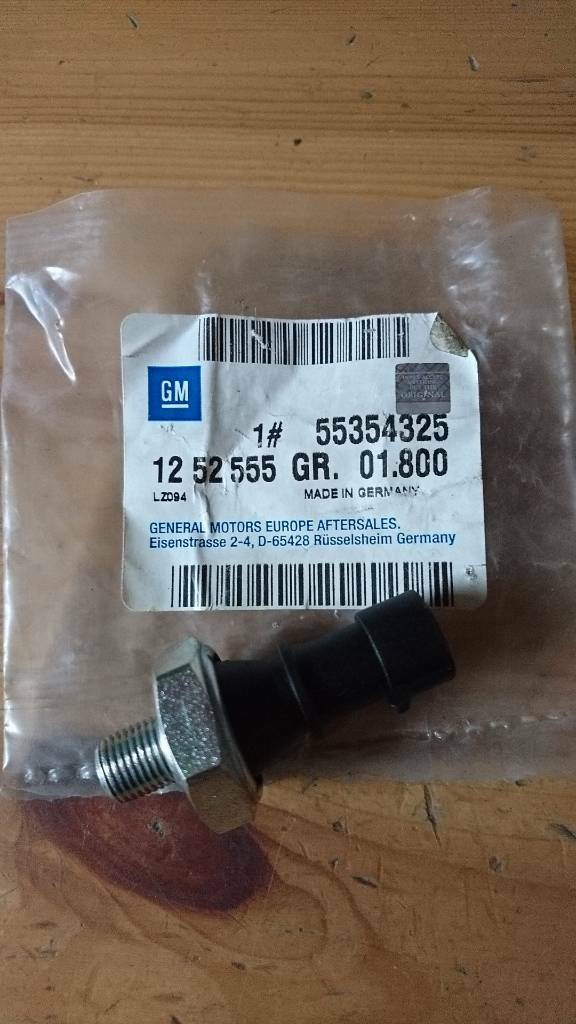 GM
ORIGINAL
1# 55354325
12 52 555 GR. 01.800
LZ094 MADE IN GERMANY
GENERAL MOTORS EUROPE AFTERSALES.
Eisenstrasse 2-4, D-65428 Rüsselsheim Germany